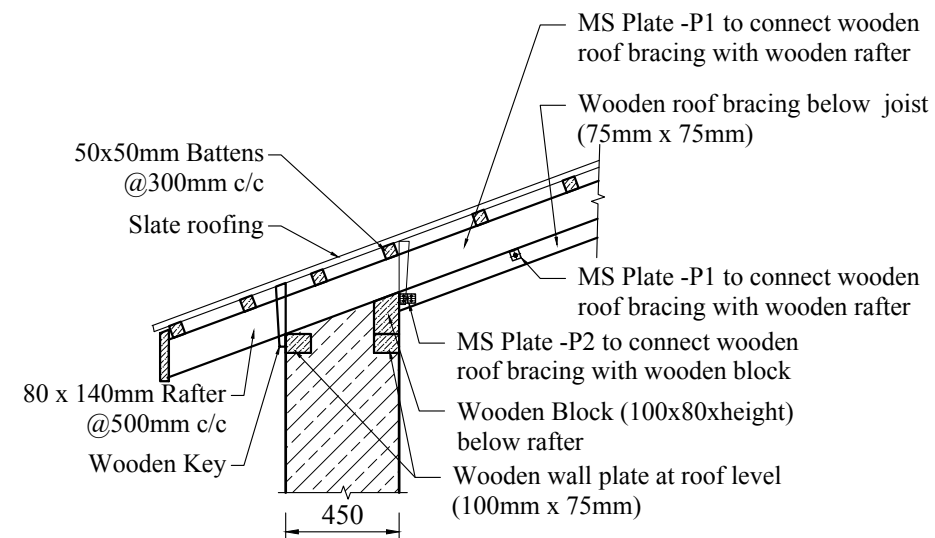 MS Plate -P1 to connect wooden
roof bracing with wooden rafter
Wooden roof bracing below joist
(75mm x 75mm)
50x50mm Battens
@300mm c/c
Slate roofing
MS Plate -P1 to connect wooden
roof bracing with wooden rafter
MS Plate -P2 to connect wooden
roof bracing with wooden block
80 x 140mm Rafter
@500mm c/c
Wooden Block (100x80xheight)
below rafter
Wooden Key
Wooden wall plate at roof level
(100mm x 75mm)
450